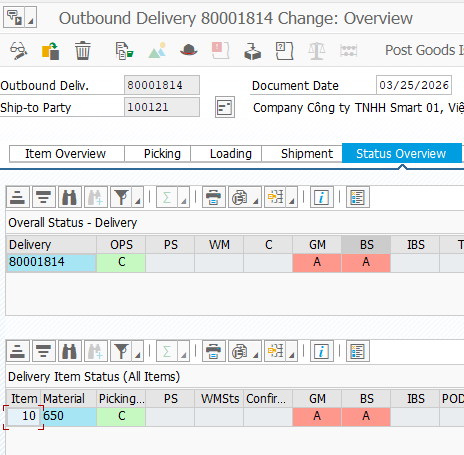 Outbound Delivery 80001814 Change: Overview
Post Goods Is
Outbound Deliv. 80001814 Document Date 03/25/2026
Ship-to Party 100121 Company Công ty TNHH Smart 01, Việ
Item Overview Picking Loading Shipment Status Overview
Overall Status - Delivery
Delivery OPS PS WM C GM BS IBS T
80001814 C A A
Delivery Item Status (All Items)
Item Material Picking... PS WMSts Confir... GM BS IBS POD
10 650 C A A